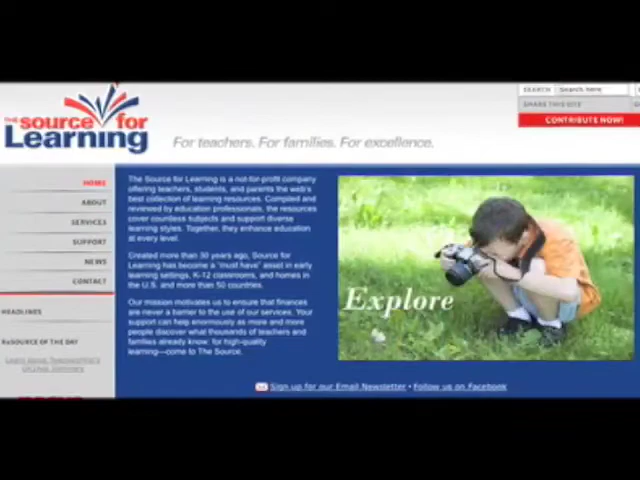 THE source for
Learning
For teachers. For families. For excellence.
SEARCH Search here
SHARE THIS SITE
CONTRIBUTE NOW!
HOME
ABOUT
SERVICES
SUPPORT
NEWS
CONTACT
HEADLINES
ReSOURCE OF THE DAY
The Source for Learning is a not-for-profit company
offering teachers, students, and parents the web's
best collection of learning resources. Compiled and
reviewed by education professionals, the resources
cover countless subjects and support diverse
learning styles. Together, they enhance education
at every level.
Created more than 30 years ago, Source for
Learning has become a "must have" asset in early
learning settings, K-12 classrooms, and homes in
the U.S. and more than 50 countries.
Our mission motivates us to ensure that finances
are never a barrier to the use of our services. Your
support can help enormously as more and more
people discover what thousands of teachers and
families already know: for high-quality
learning—come to The Source.
Explore
Sign up for our Email Newsletter • Follow us on Facebook